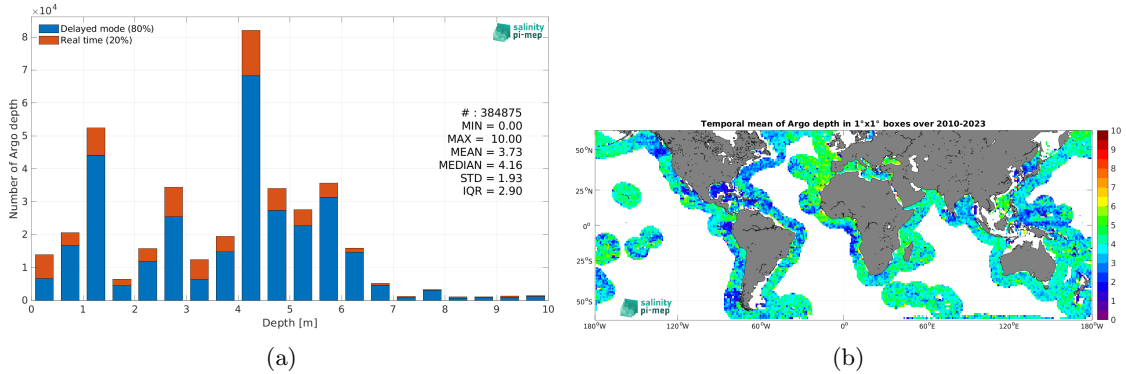 ×10⁴
Delayed mode (80%)
Real time (20%)
salinity
pi-mep
8
7
6
5
4
3
2
1
0
Number of Argo depth
# : 384875
MIN = 0.00
MAX = 10.00
MEAN = 3.73
MEDIAN = 4.16
STD = 1.93
IQR = 2.90
0 1 2 3 4 5 6 7 8 9 10
Depth [m]
(a)
Temporal mean of Argo depth in 1°x1° boxes over 2010-2023
50°N
25°N
0°
25°S
50°S
180°W 120°W 60°W 0° 60°E 120°E 180°W
salinity
pi-mep
10
9
8
7
6
5
4
3
2
1
0
(b)